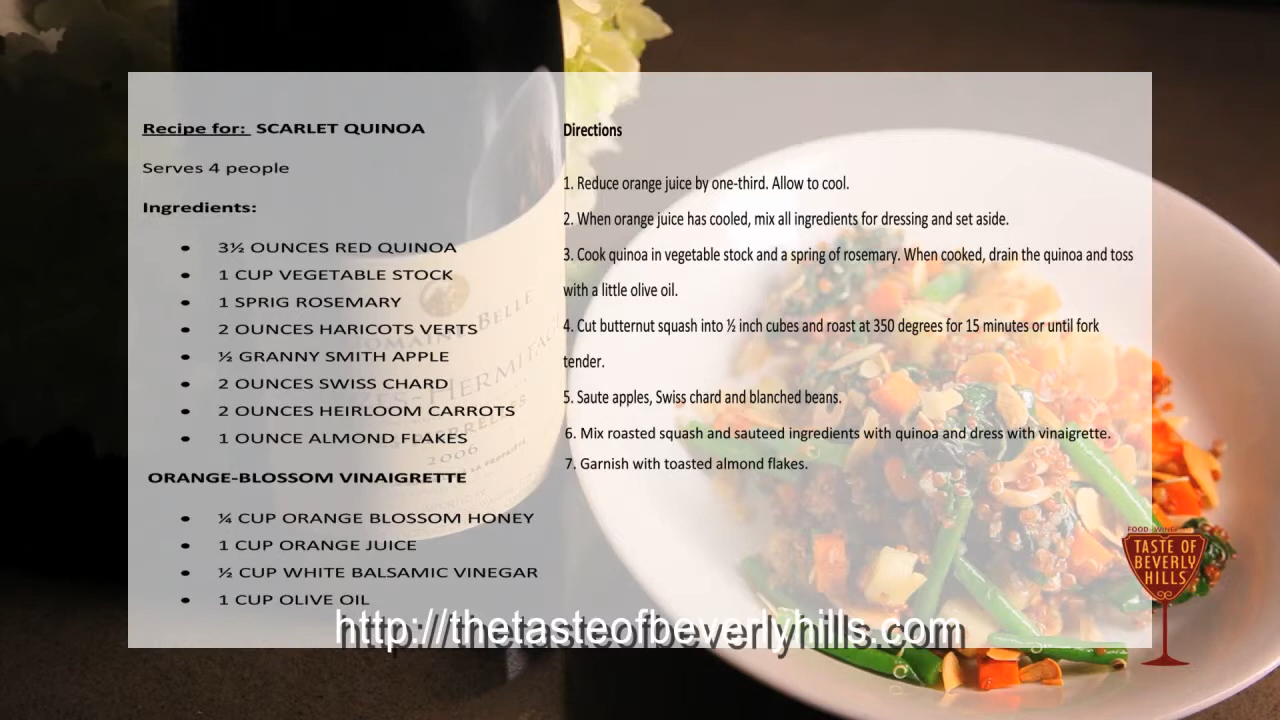 Recipe for: SCARLET QUINOA
Serves 4 people
Ingredients:
• 3½ OUNCES RED QUINOA
• 1 CUP VEGETABLE STOCK
• 1 SPRIG ROSEMARY
• 2 OUNCES HARICOTS VERTS
• ½ GRANNY SMITH APPLE
• 2 OUNCES SWISS CHARD
• 2 OUNCES HEIRLOOM CARROTS
• 1 OUNCE ALMOND FLAKES
ORANGE-BLOSSOM VINAIGRETTE
• ¼ CUP ORANGE BLOSSOM HONEY
• 1 CUP ORANGE JUICE
• ½ CUP WHITE BALSAMIC VINEGAR
• 1 CUP OLIVE OIL
Directions
1. Reduce orange juice by one-third. Allow to cool.
2. When orange juice has cooled, mix all ingredients for dressing and set aside.
3. Cook quinoa in vegetable stock and a spring of rosemary. When cooked, drain the quinoa and toss
with a little olive oil.
4. Cut butternut squash into ½ inch cubes and roast at 350 degrees for 15 minutes or until fork
tender.
5. Saute apples, Swiss chard and blanched beans.
6. Mix roasted squash and sauteed ingredients with quinoa and dress with vinaigrette.
7. Garnish with toasted almond flakes.
BELLE
2006
FOOD WINE
TASTE OF
BEVERLY
HILLS
http://thetasteofbeverlyhills.com